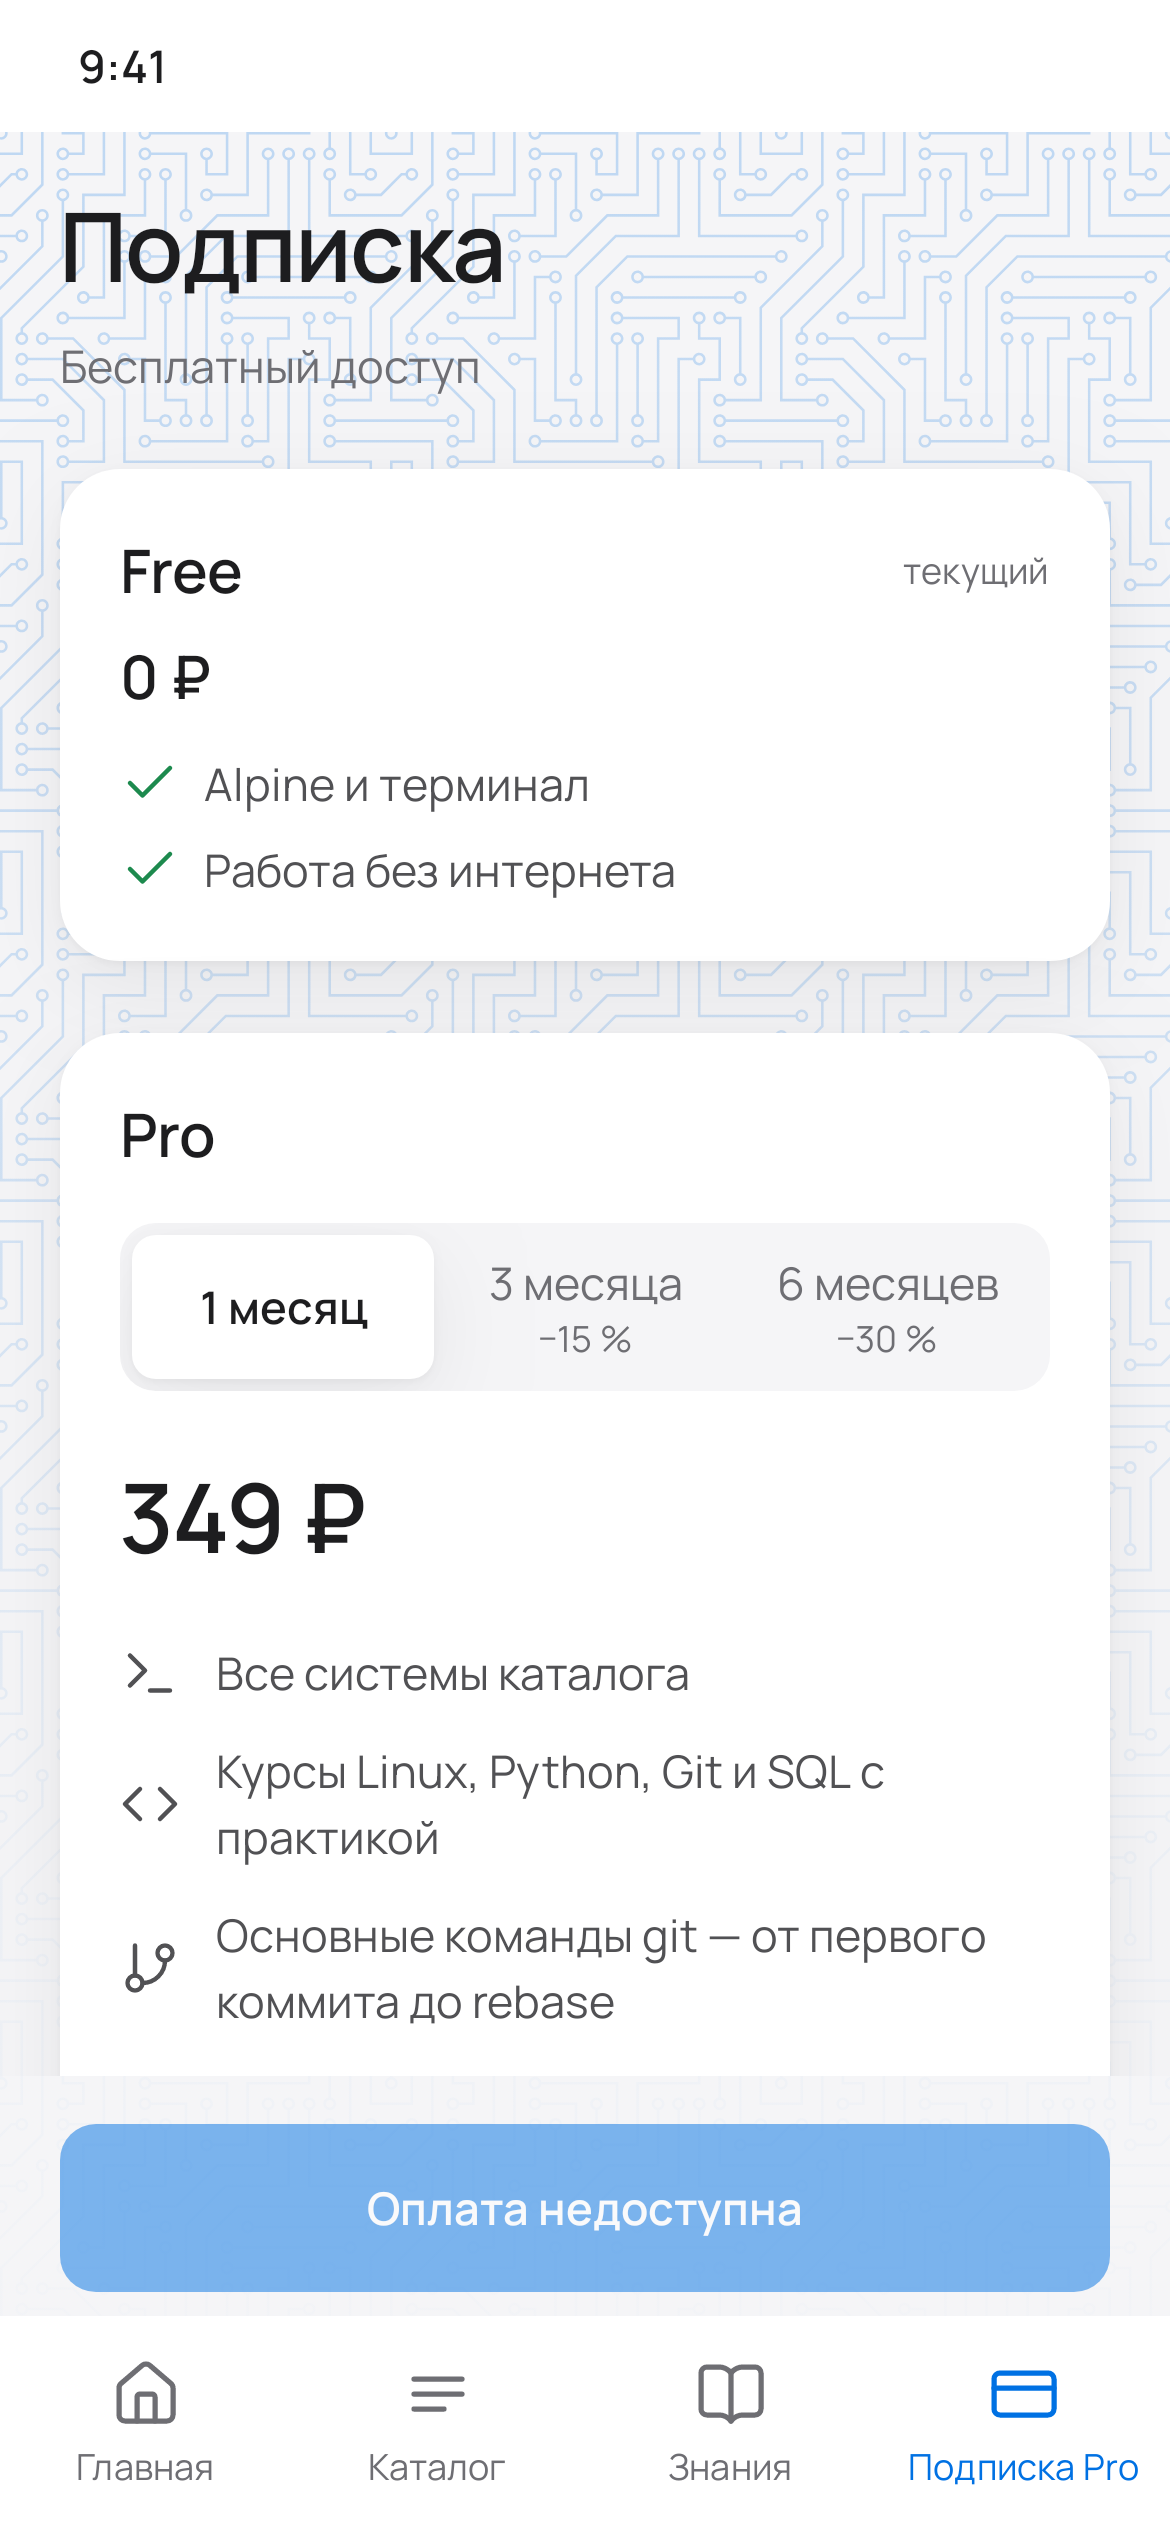 9:41
Подписка
Бесплатный доступ
Free
текущий
0 ₽
Alpine и терминал
Работа без интернета
Pro
1 месяц
3 месяца
−15 %
6 месяцев
−30 %
349 ₽
Все системы каталога
Курсы Linux, Python, Git и SQL с
практикой
Основные команды git — от первого
коммита до rebase
Оплата недоступна
Главная
Каталог
Знания
Подписка Pro